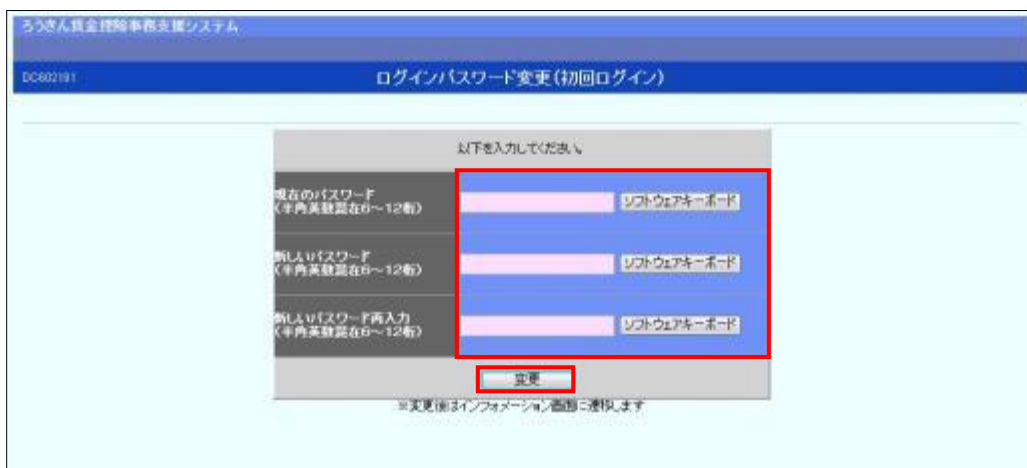 ろうきん賃金控除事務支援システム
ログインパスワード変更(初回ログイン)
以下を入力してください。
現在のパスワード
(半角英数混在6～12桁)
ソフトウェアキーボード
新しいパスワード
(半角英数混在6～12桁)
ソフトウェアキーボード
新しいパスワード再入力
(半角英数混在6～12桁)
ソフトウェアキーボード
変更
※変更後はインフォメーション画面に遷移します